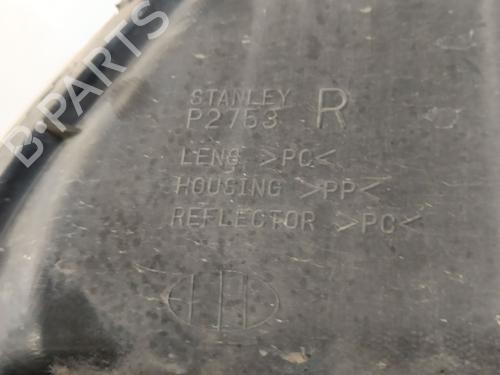 STANLEY R
P2753
LENS >PC<
HOUSING >PP<
REFLECTOR >PC<
B-PARTS